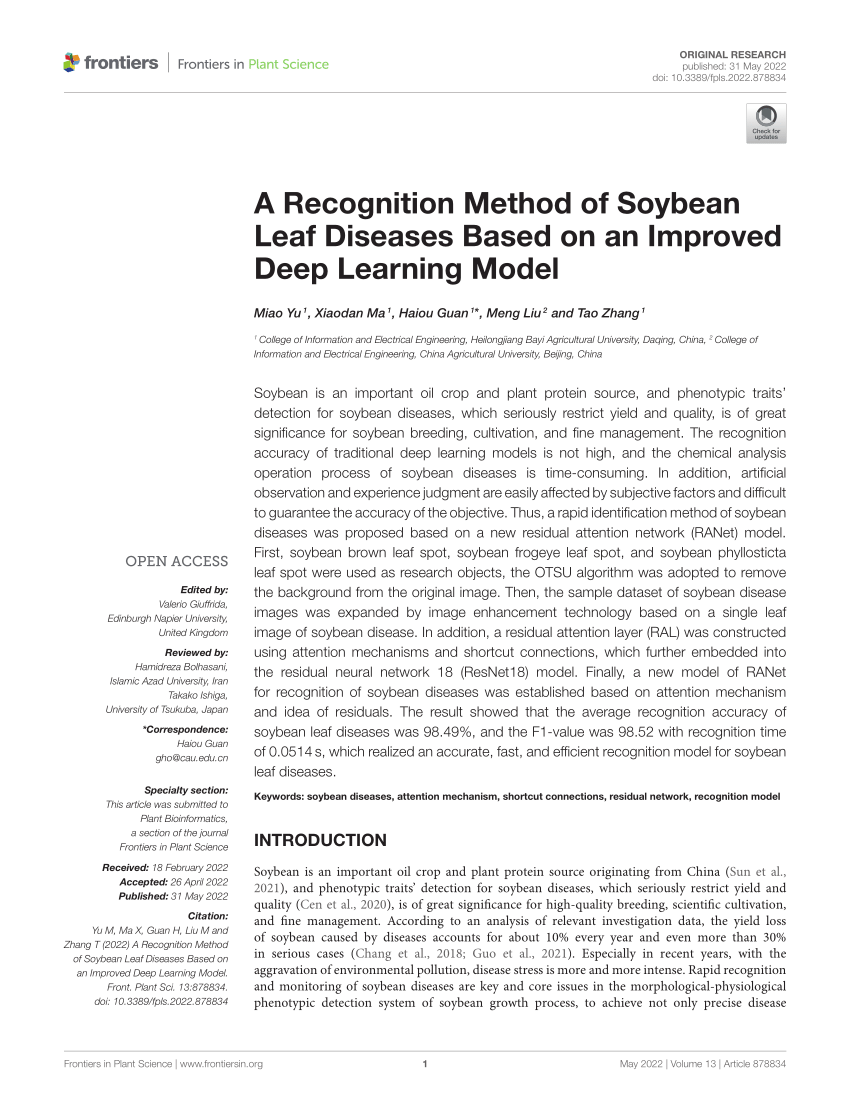 frontiers | Frontiers in Plant Science
ORIGINAL RESEARCH
published: 31 May 2022
doi: 10.3389/fpls.2022.878834
Check for
updates
A Recognition Method of Soybean
Leaf Diseases Based on an Improved
Deep Learning Model
Miao Yu 1, Xiaodan Ma 1, Haiou Guan 1*, Meng Liu 2 and Tao Zhang 1
1 College of Information and Electrical Engineering, Heilongjiang Bayi Agricultural University, Daqing, China, 2 College of
Information and Electrical Engineering, China Agricultural University, Beijing, China
Soybean is an important oil crop and plant protein source, and phenotypic traits’
detection for soybean diseases, which seriously restrict yield and quality, is of great
significance for soybean breeding, cultivation, and fine management. The recognition
accuracy of traditional deep learning models is not high, and the chemical analysis
operation process of soybean diseases is time-consuming. In addition, artificial
observation and experience judgment are easily affected by subjective factors and difficult
to guarantee the accuracy of the objective. Thus, a rapid identification method of soybean
diseases was proposed based on a new residual attention network (RANet) model.
First, soybean brown leaf spot, soybean frogeye leaf spot, and soybean phyllosticta
leaf spot were used as research objects, the OTSU algorithm was adopted to remove
the background from the original image. Then, the sample dataset of soybean disease
images was expanded by image enhancement technology based on a single leaf
image of soybean disease. In addition, a residual attention layer (RAL) was constructed
using attention mechanisms and shortcut connections, which further embedded into
the residual neural network 18 (ResNet18) model. Finally, a new model of RANet
for recognition of soybean diseases was established based on attention mechanism
and idea of residuals. The result showed that the average recognition accuracy of
soybean leaf diseases was 98.49%, and the F1-value was 98.52 with recognition time
of 0.0514 s, which realized an accurate, fast, and efficient recognition model for soybean
leaf diseases.
Keywords: soybean diseases, attention mechanism, shortcut connections, residual network, recognition model
OPEN ACCESS
Edited by:
Valerio Giuffrida,
Edinburgh Napier University,
United Kingdom
Reviewed by:
Hamidreza Bolhasani,
Islamic Azad University, Iran
Takako Ishiga,
University of Tsukuba, Japan
*Correspondence:
Haiou Guan
gho@cau.edu.cn
Specialty section:
This article was submitted to
Plant Bioinformatics,
a section of the journal
Frontiers in Plant Science
Received: 18 February 2022
Accepted: 26 April 2022
Published: 31 May 2022
Citation:
Yu M, Ma X, Guan H, Liu M and
Zhang T (2022) A Recognition Method
of Soybean Leaf Diseases Based on
an Improved Deep Learning Model.
Front. Plant Sci. 13:878834.
doi: 10.3389/fpls.2022.878834
INTRODUCTION
Soybean is an important oil crop and plant protein source originating from China (Sun et al.,
2021), and phenotypic traits’ detection for soybean diseases, which seriously restrict yield and
quality (Cen et al., 2020), is of great significance for high-quality breeding, scientific cultivation,
and fine management. According to an analysis of relevant investigation data, the yield loss
of soybean caused by diseases accounts for about 10% every year and even more than 30%
in serious cases (Chang et al., 2018; Guo et al., 2021). Especially in recent years, with the
aggravation of environmental pollution, disease stress is more and more intense. Rapid recognition
and monitoring of soybean diseases are key and core issues in the morphological-physiological
phenotypic detection system of soybean growth process, to achieve not only precise disease
Frontiers in Plant Science | www.frontiersin.org
1
May 2022 | Volume 13 | Article 878834